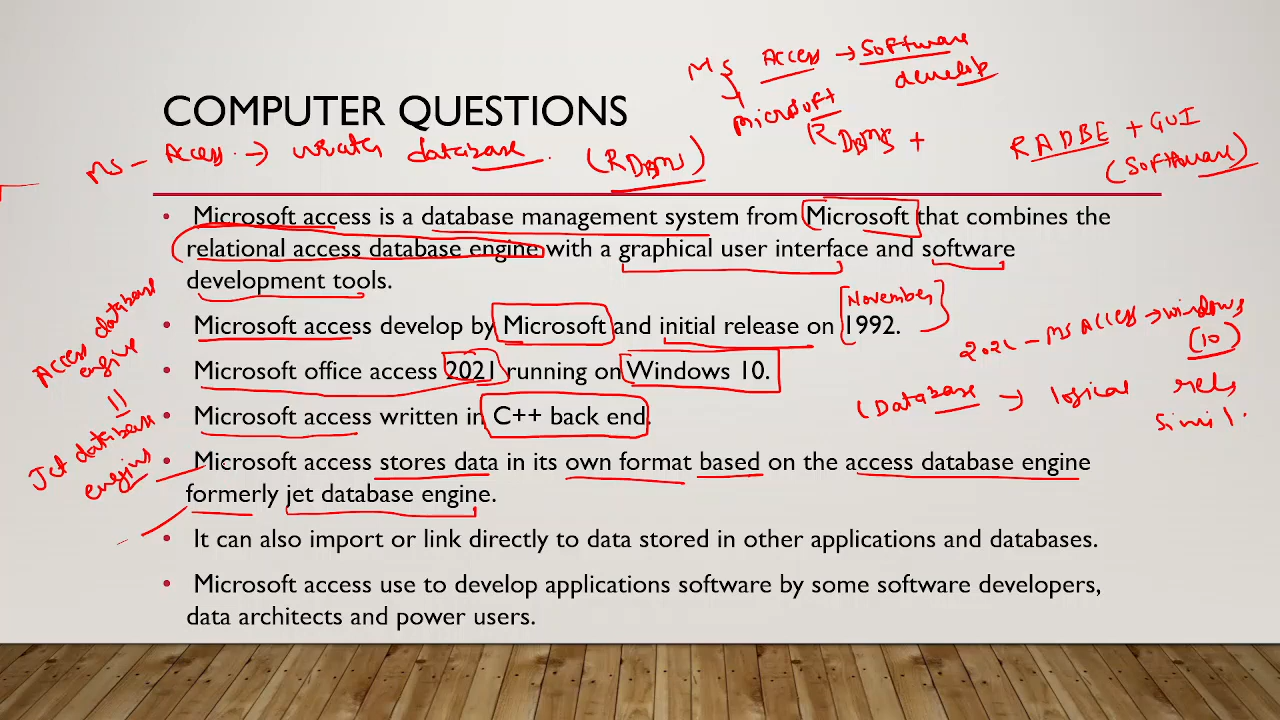 MS Access → Software
develop
Microsoft
COMPUTER QUESTIONS
RDBMS +
RADBE + GUI
(Software)
MS - Access → database. (RDBMS)
• Microsoft access is a database management system from Microsoft that combines the
relational access database engine with a graphical user interface and software
development tools.
[November]
• Microsoft access develop by Microsoft and initial release on 1992.
Access database
engine
2021 - MS Access → windows
(10)
• Microsoft office access 2021 running on Windows 10.
(Database → logical
• Microsoft access written in C++ back end.
||
Jet database
engines
• Microsoft access stores data in its own format based on the access database engine
formerly jet database engine.
• It can also import or link directly to data stored in other applications and databases.
• Microsoft access use to develop applications software by some software developers,
data architects and power users.